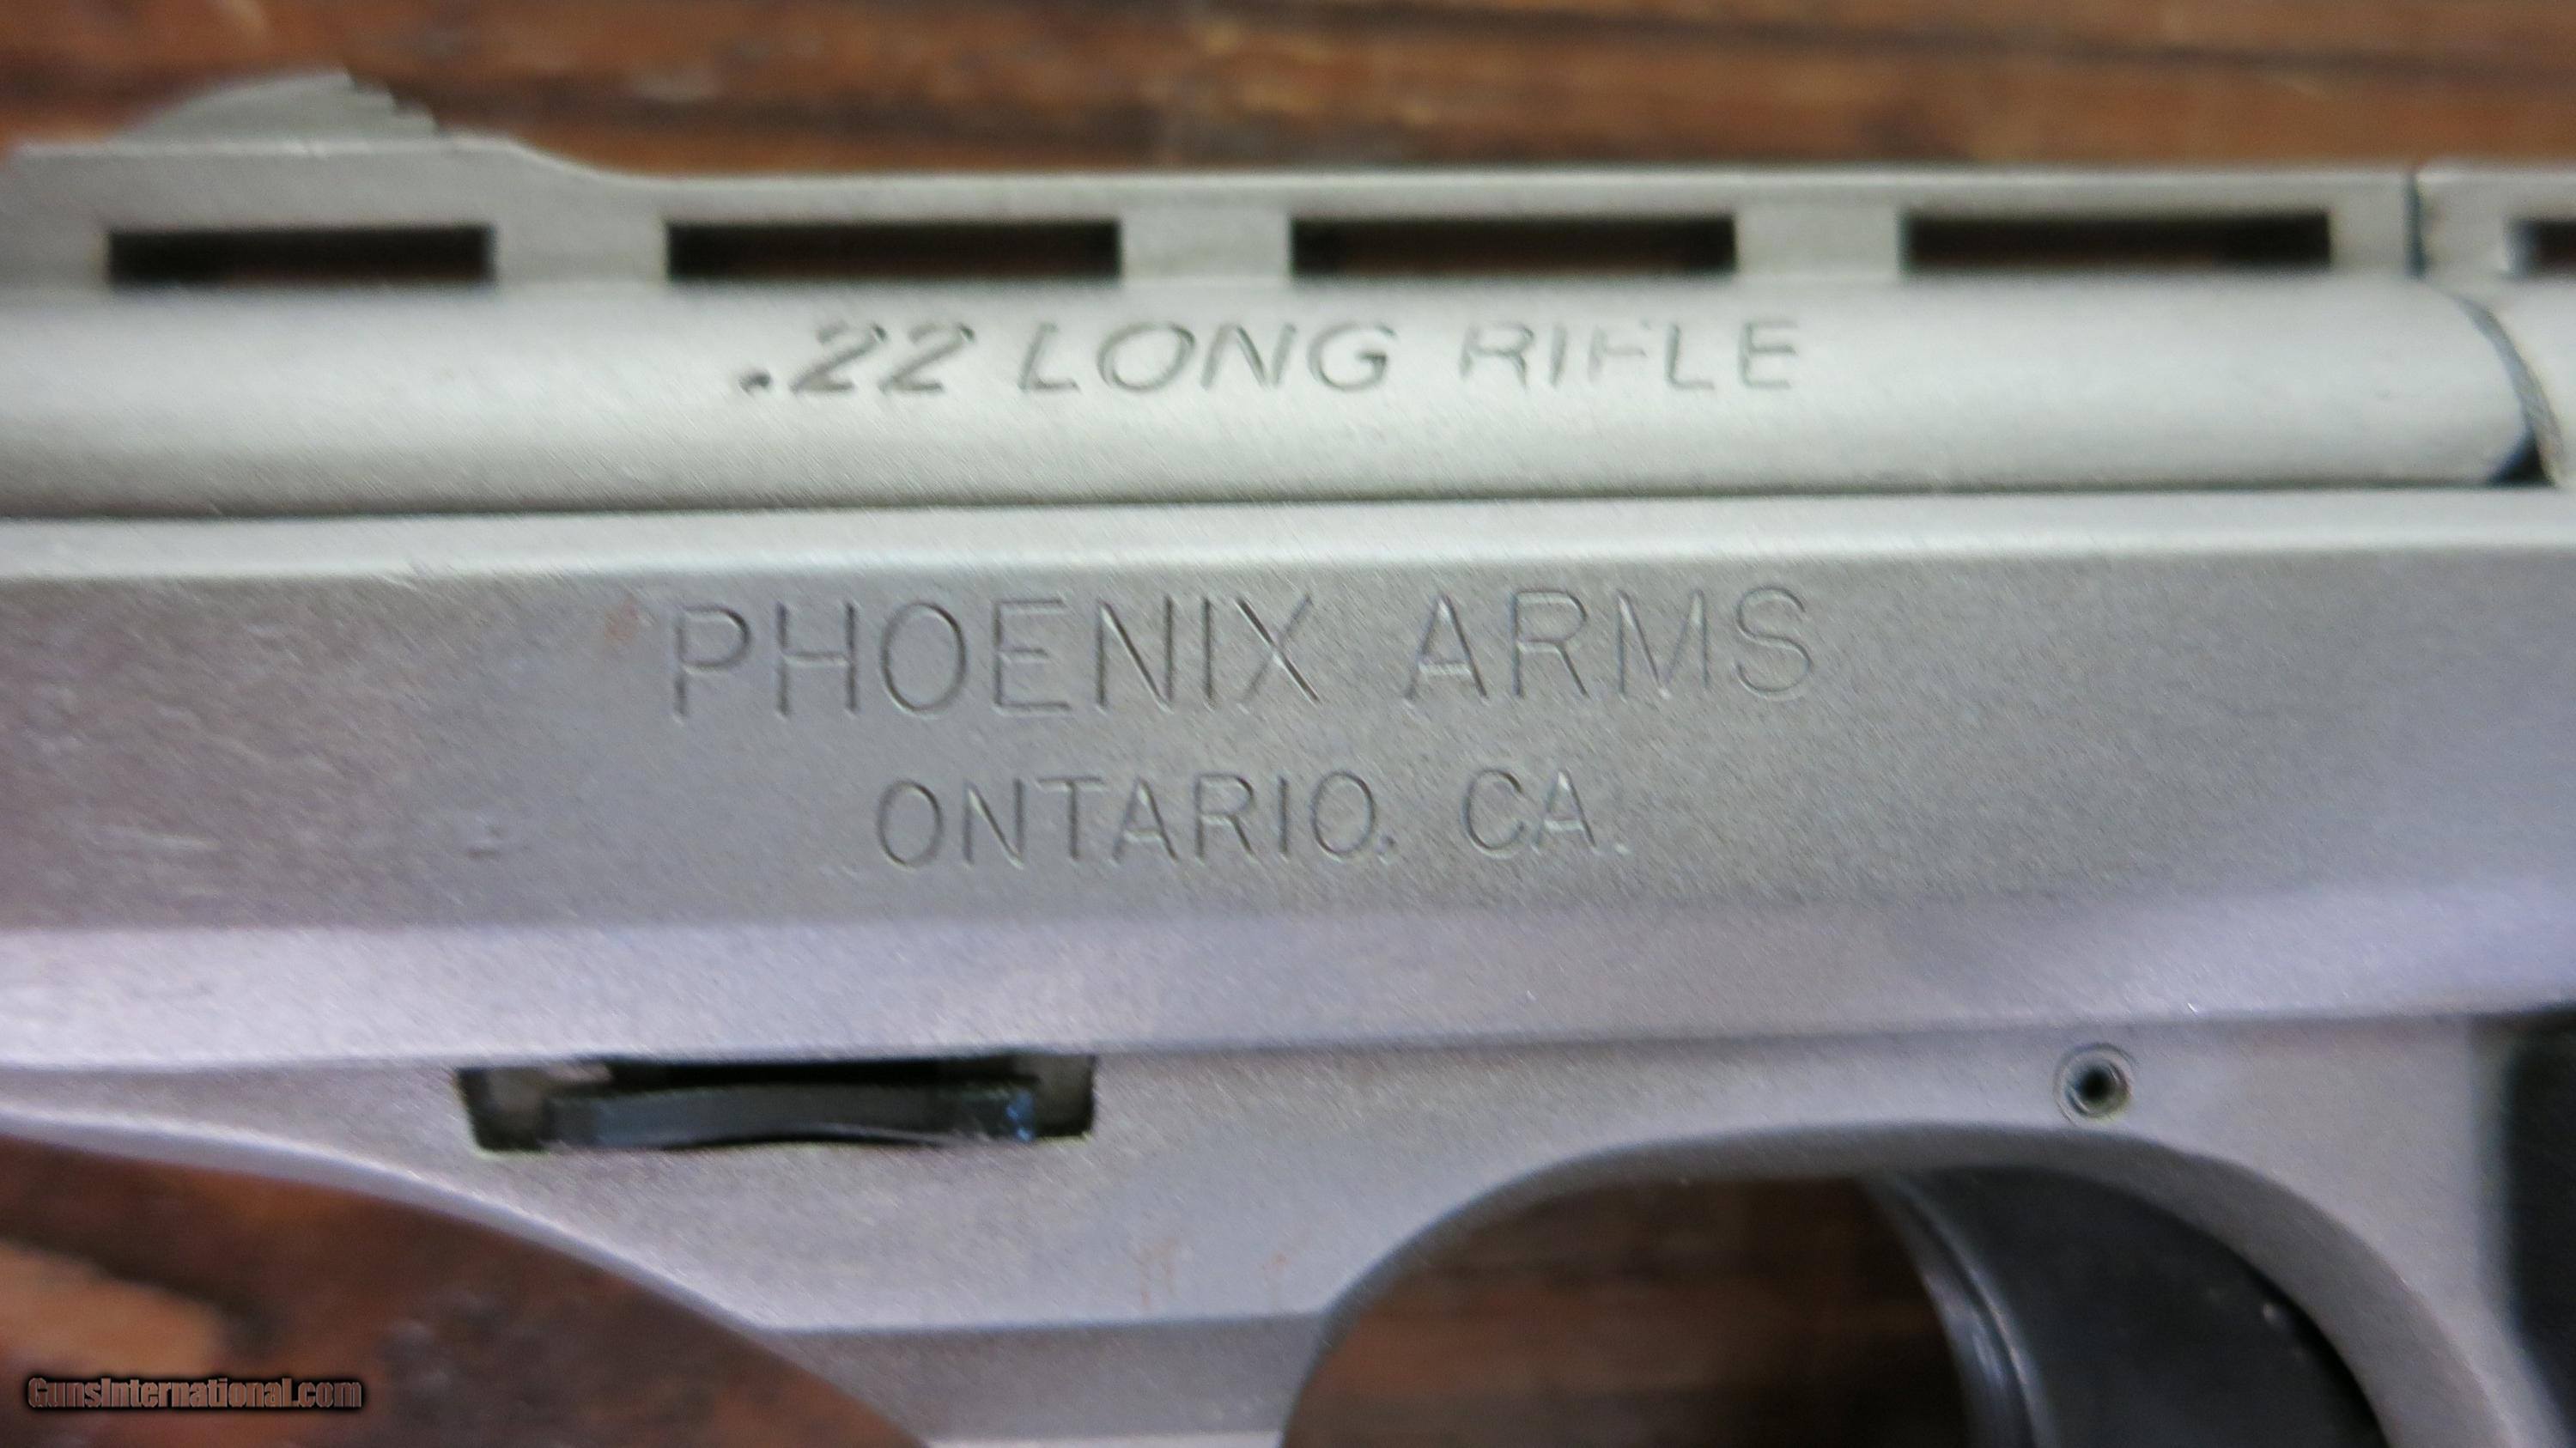 .22 LONG RIFLE
PHOENIX ARMS
ONTARIO. CA.
GunsInternational.com